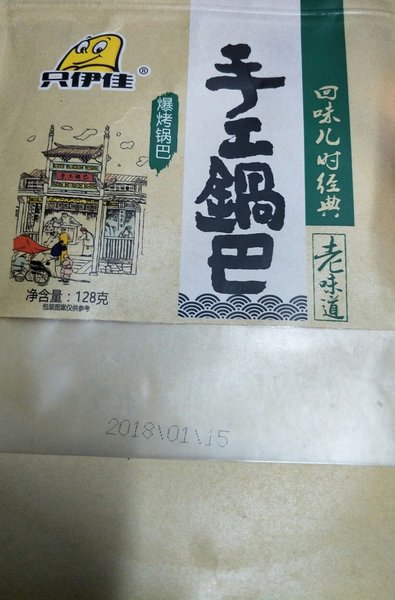 只伊佳®
爆烤锅巴
手工鍋巴
回味儿时经典
老味道
净含量：128克
包装图案仅供参考
2018\01\15